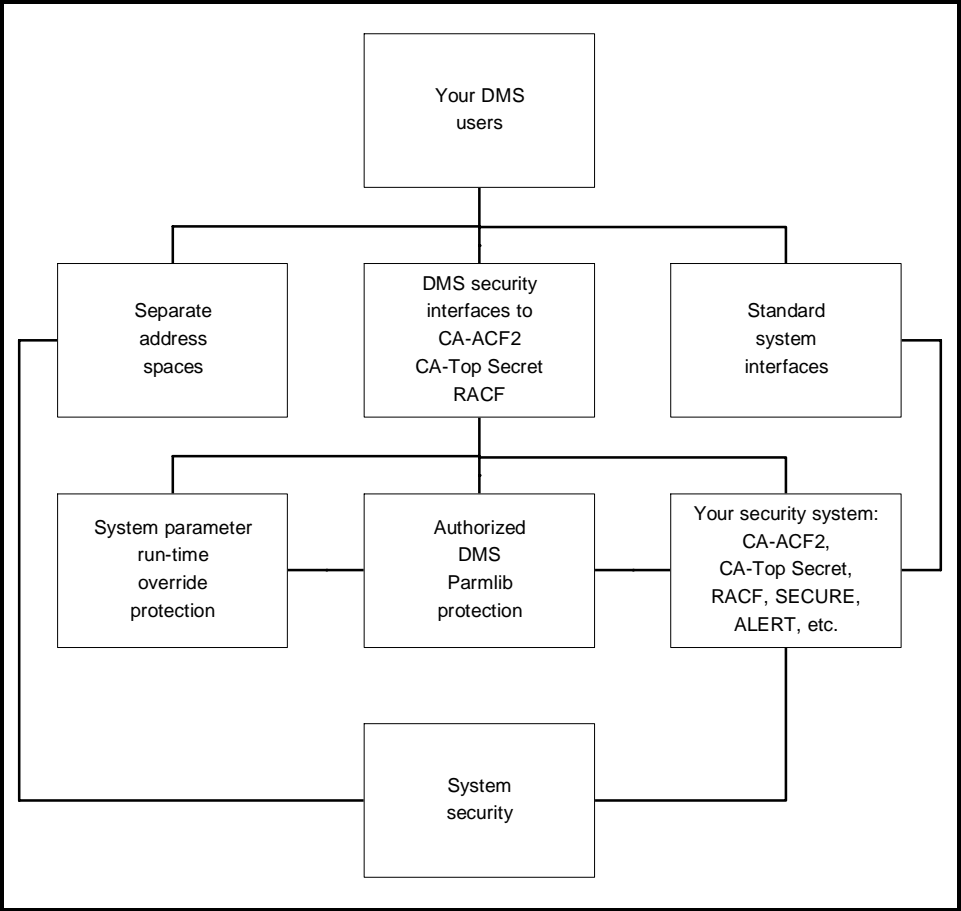 Your DMS
users
Separate
address
spaces
DMS security
interfaces to
CA-ACF2
CA-Top Secret
RACF
Standard
system
interfaces
System parameter
run-time
override
protection
Authorized
DMS
Parmlib
protection
Your security system:
CA-ACF2,
CA-Top Secret,
RACF, SECURE,
ALERT, etc.
System
security